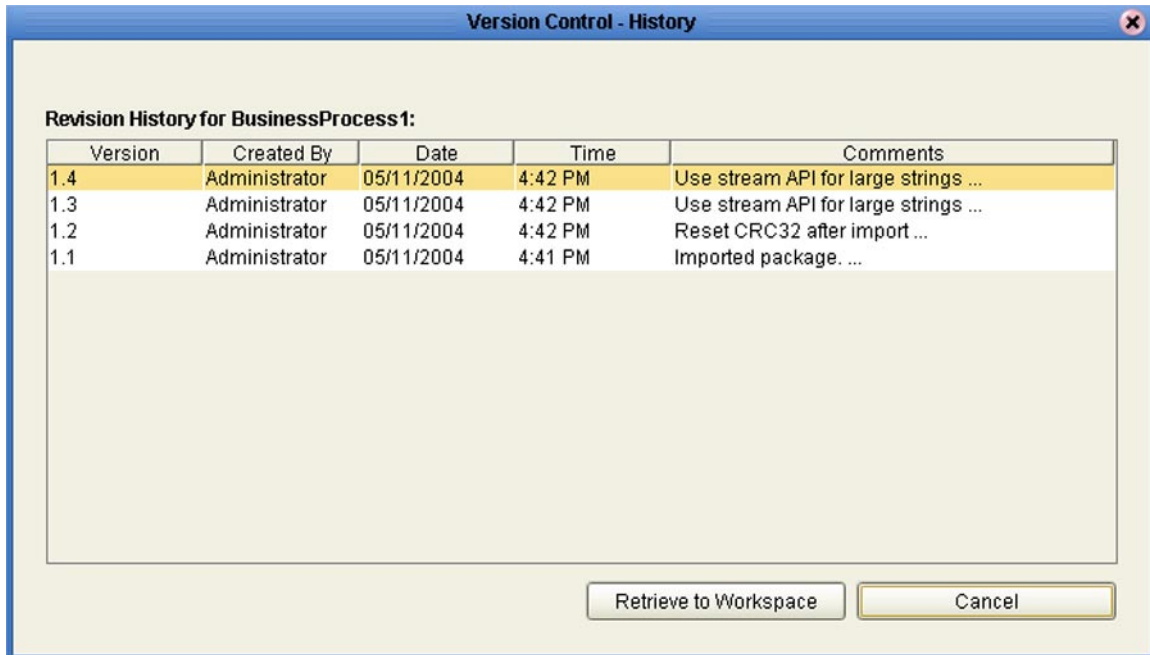 Version Control - History
Revision History for BusinessProcess1:
Version Created By Date Time Comments
1.4 Administrator 05/11/2004 4:42 PM Use stream API for large strings ...
1.3 Administrator 05/11/2004 4:42 PM Use stream API for large strings ...
1.2 Administrator 05/11/2004 4:42 PM Reset CRC32 after import ...
1.1 Administrator 05/11/2004 4:41 PM Imported package. ...
Retrieve to Workspace Cancel